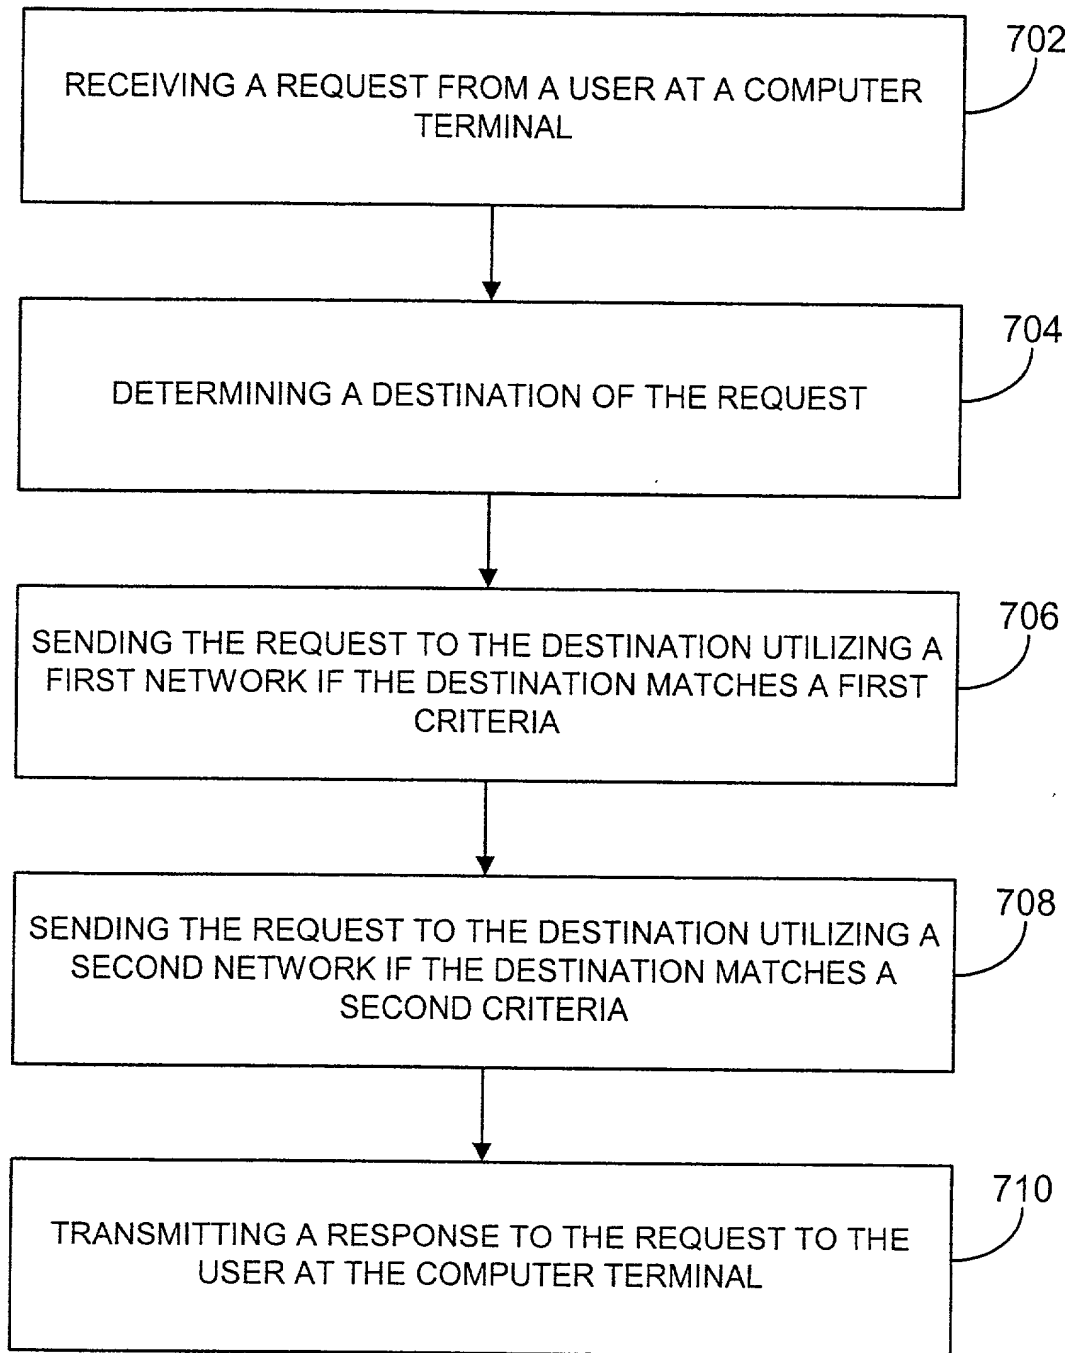 702
RECEIVING A REQUEST FROM A USER AT A COMPUTER
TERMINAL
704
DETERMINING A DESTINATION OF THE REQUEST
706
SENDING THE REQUEST TO THE DESTINATION UTILIZING A
FIRST NETWORK IF THE DESTINATION MATCHES A FIRST
CRITERIA
708
SENDING THE REQUEST TO THE DESTINATION UTILIZING A
SECOND NETWORK IF THE DESTINATION MATCHES A
SECOND CRITERIA
710
TRANSMITTING A RESPONSE TO THE REQUEST TO THE
USER AT THE COMPUTER TERMINAL